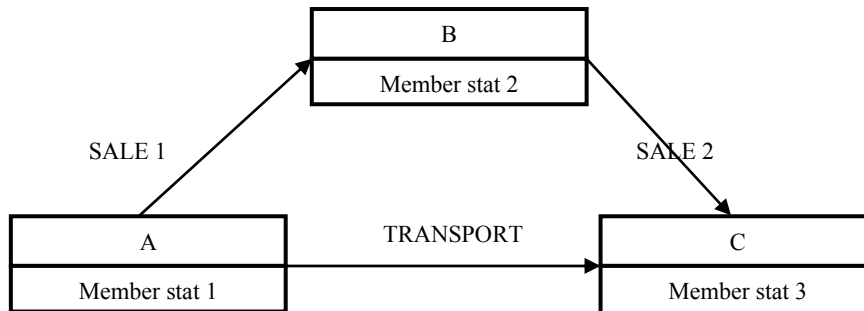 B
Member stat 2
SALE 1
SALE 2
A
TRANSPORT
C
Member stat 1
Member stat 3